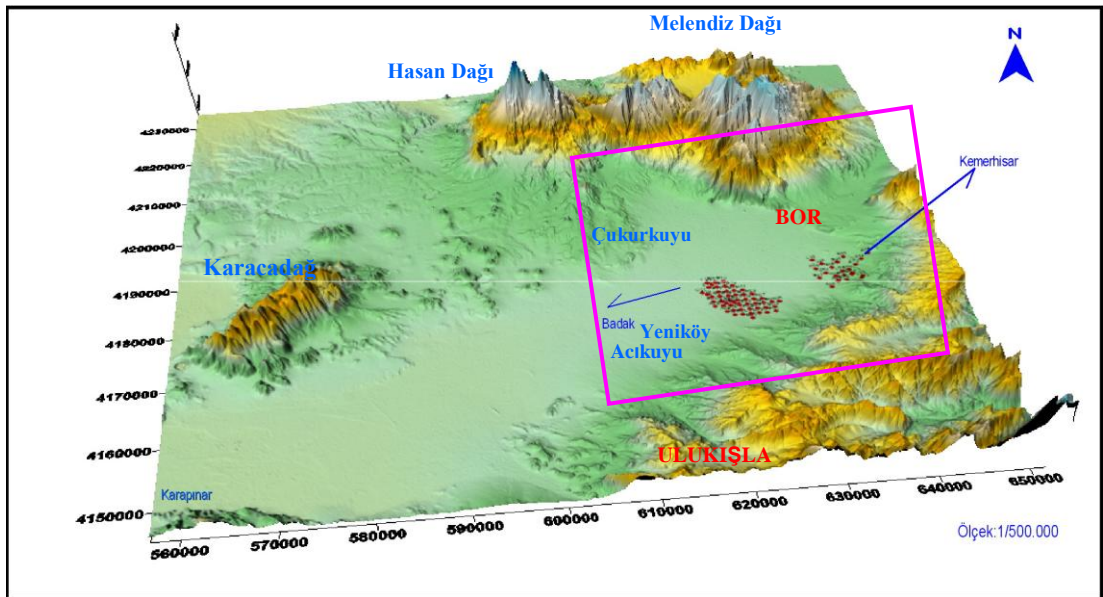 Melendiz Dağı
N
Hasan Dağı
4230000
4220000
Kemerhisar
4210000
BOR
Çukurkuyu
4200000
Karacadağ
4190000
Badak
Yeniköy
4180000
Acıkuyu
4170000
4160000
ULUKIŞLA
Karapınar
4150000
560000 570000 580000 590000 600000 610000 620000 630000 640000 650000
Ölçek:1/500.000